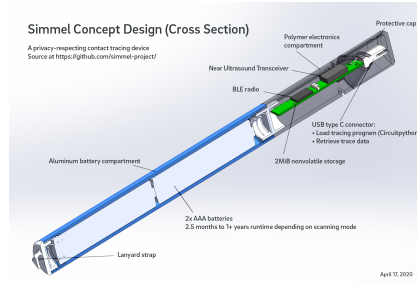 Simmel Concept Design (Cross Section)
A privacy-respecting contact tracing device
Source at https://github.com/simmel-project/
Protective cap
Polymer electronics
compartment
Near Ultrasound Transceiver
BLE radio
USB type C connector:
• Load tracing program (Circuitpython
• Retrieve trace data
2MiB nonvolatile storage
Aluminum battery compartment
2x AAA batteries
2.5 months to 1+ years runtime depending on scanning mode
Lanyard strap
April 17, 2020